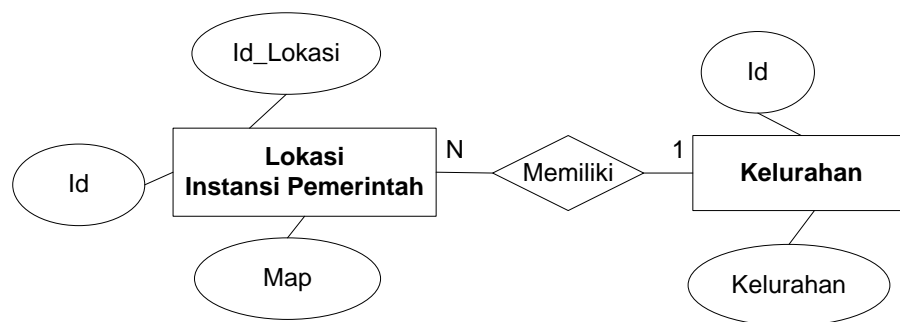 Id_Lokasi
Id
Lokasi
Instansi Pemerintah
Id
N
Memiliki
1
Kelurahan
Map
Kelurahan